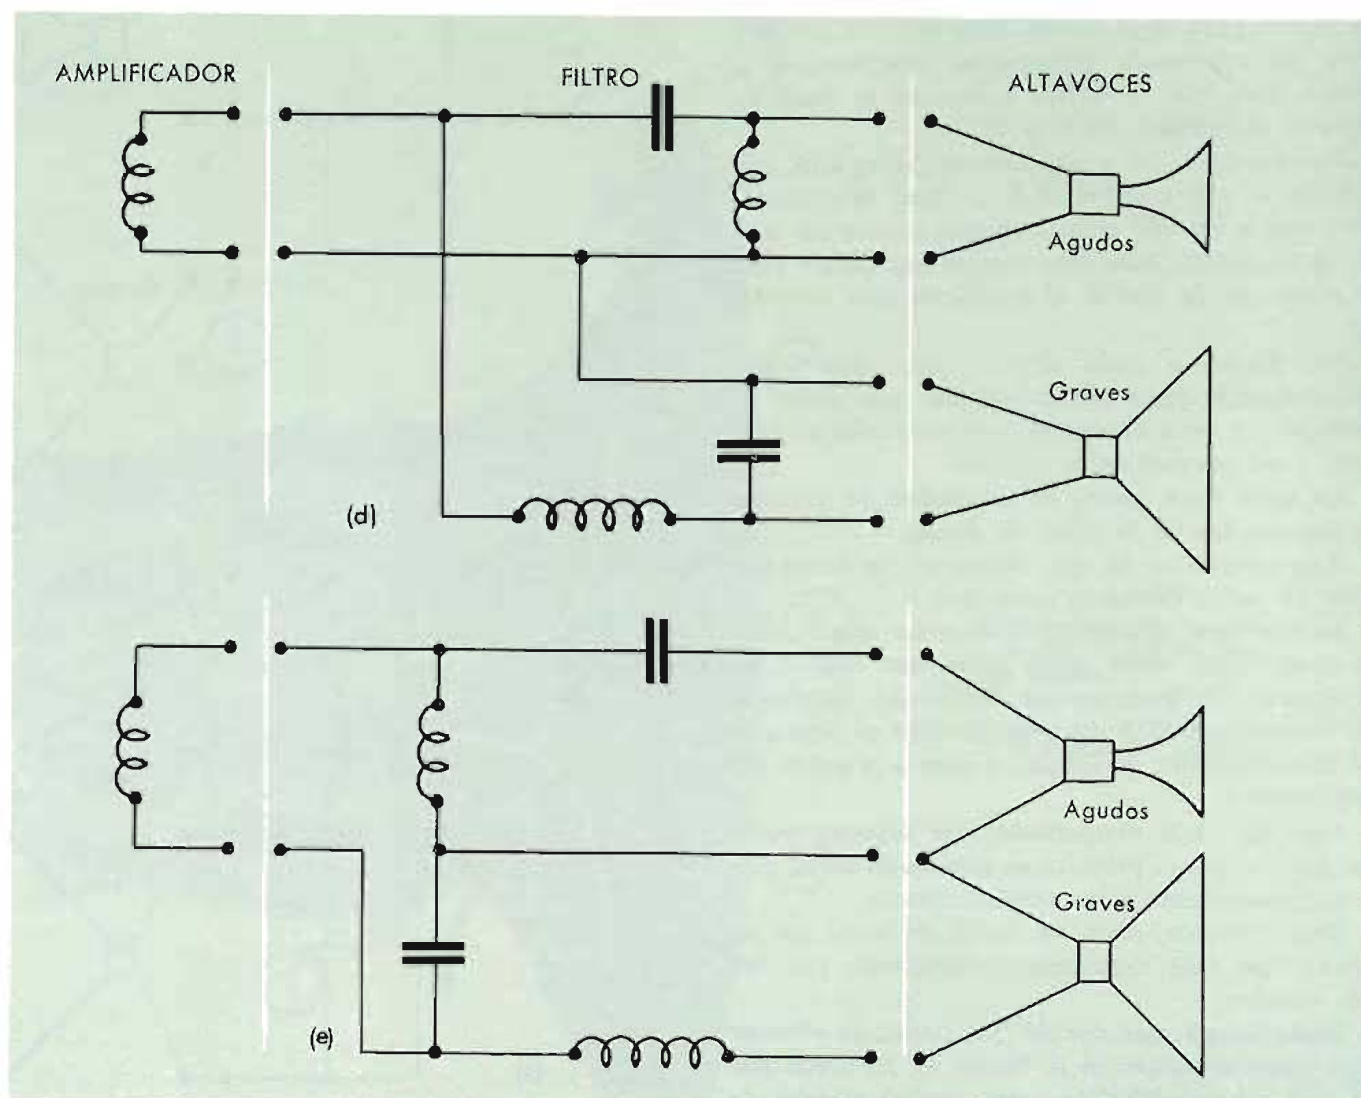 AMPLIFICADOR
FILTRO
ALTAVOCES
Agudos
Graves
(d)
Agudos
Graves
(e)